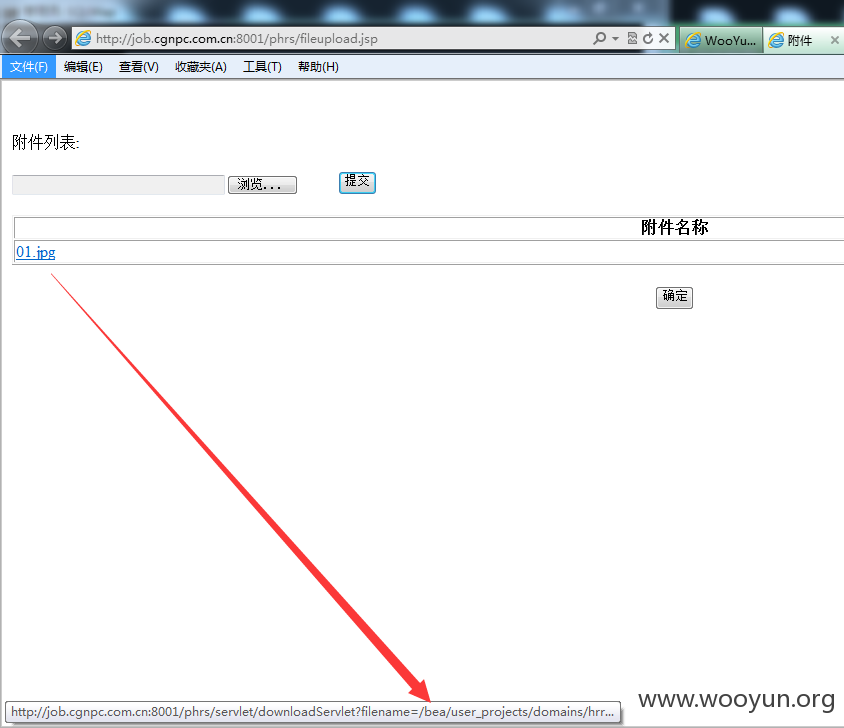 http://job.cgnpc.com.cn:8001/phrs/fileupload.jsp
WooYu...
附件
文件(F) 编辑(E) 查看(V) 收藏夹(A) 工具(T) 帮助(H)
附件列表:
浏览... 提交
附件名称
01.jpg
确定
http://job.cgnpc.com.cn:8001/phrs/servlet/downloadServlet?filename=/bea/user_projects/domains/hrr...
www.wooyun.org